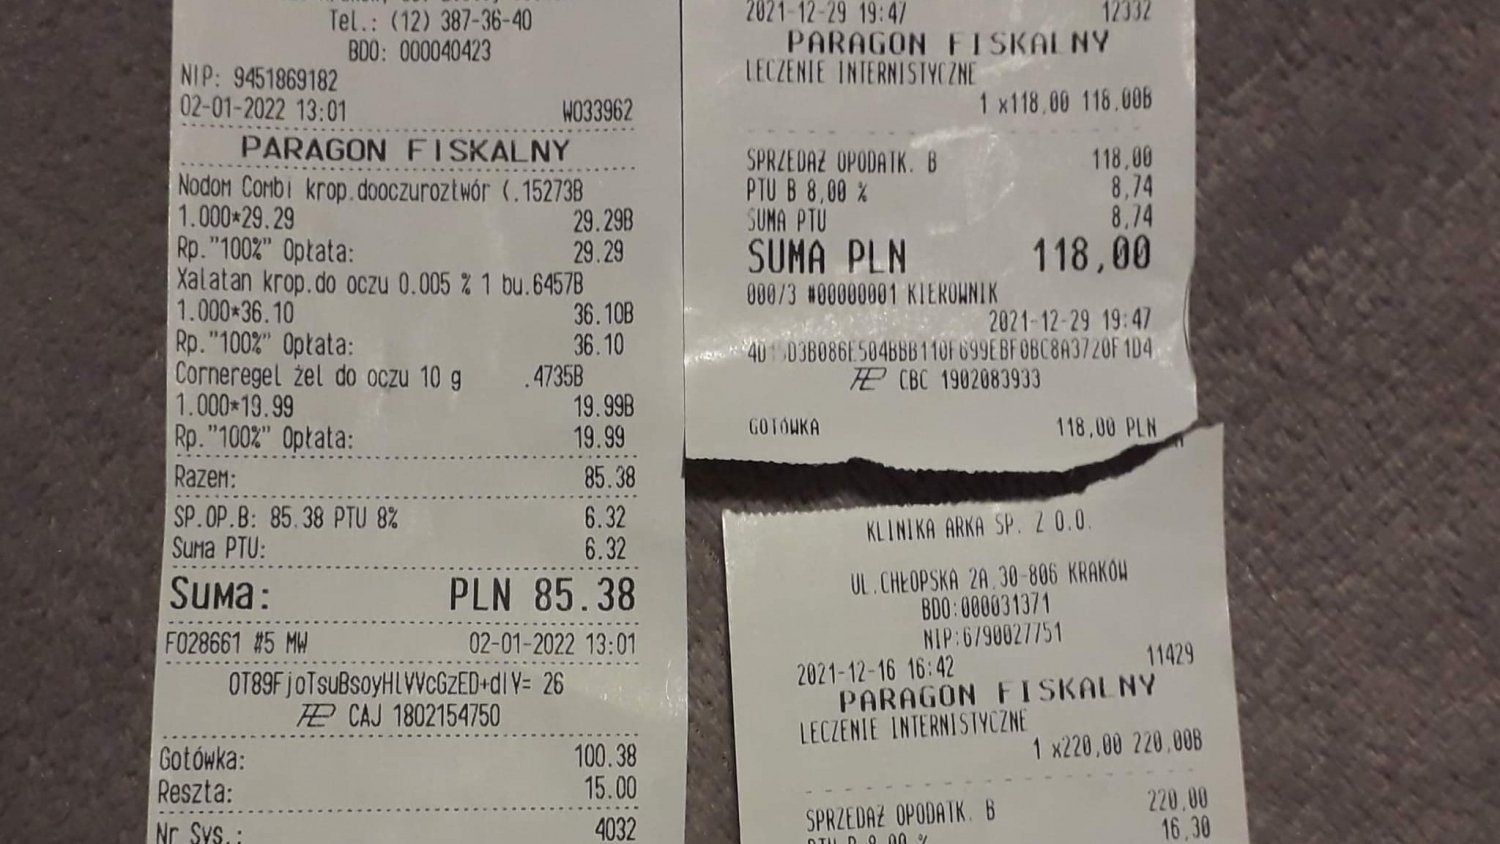 Tel.: (12) 387-36-40
BDO: 000040423
NIP: 9451869182
02-01-2022 13:01 W033962
PARAGON FISKALNY
Nodom Combi krop.dooczuroztwór (.15273B
1.000*29.29 29.29B
Rp."100%" Opłata: 29.29
Xalatan krop.do oczu 0.005 % 1 bu.6457B
1.000*36.10 36.10B
Rp."100%" Opłata: 36.10
Corneregel żel do oczu 10 g .4735B
1.000*19.99 19.99B
Rp."100%" Opłata: 19.99
Razem: 85.38
SP.OP.B: 85.38 PTU 8% 6.32
Suma PTU: 6.32
Suma: PLN 85.38
F028661 #5 MW 02-01-2022 13:01
OT89FjoTsuBsoyHLVVcGzED+dIV= 26
CAJ 1802154750
Gotówka: 100.38
Reszta: 15.00
Nr Sys.: 4032
2021-12-29 19:47 12332
PARAGON FISKALNY
LECZENIE INTERNISTYCZNE
1 x118,00 118,00B
SPRZEDAŻ OPODATK. B 118,00
PTU B 8,00 % 8,74
SUMA PTU 8,74
SUMA PLN 118,00
000/3 #00000001 KIEROWNIK
2021-12-29 19:47
CBC 1902083933
GOTÓWKA 118,00 PLN
KLINIKA ARKA SP. Z O.O.
UL.CHŁOPSKA 2A,30-806 KRAKÓW
BDO:000031371
NIP:6790027751
2021-12-16 16:42 11429
PARAGON FISKALNY
LECZENIE INTERNISTYCZNE
1 x220,00 220,00B
SPRZEDAŻ OPODATK. B 220,00
PTU B 8,00 % 16,30